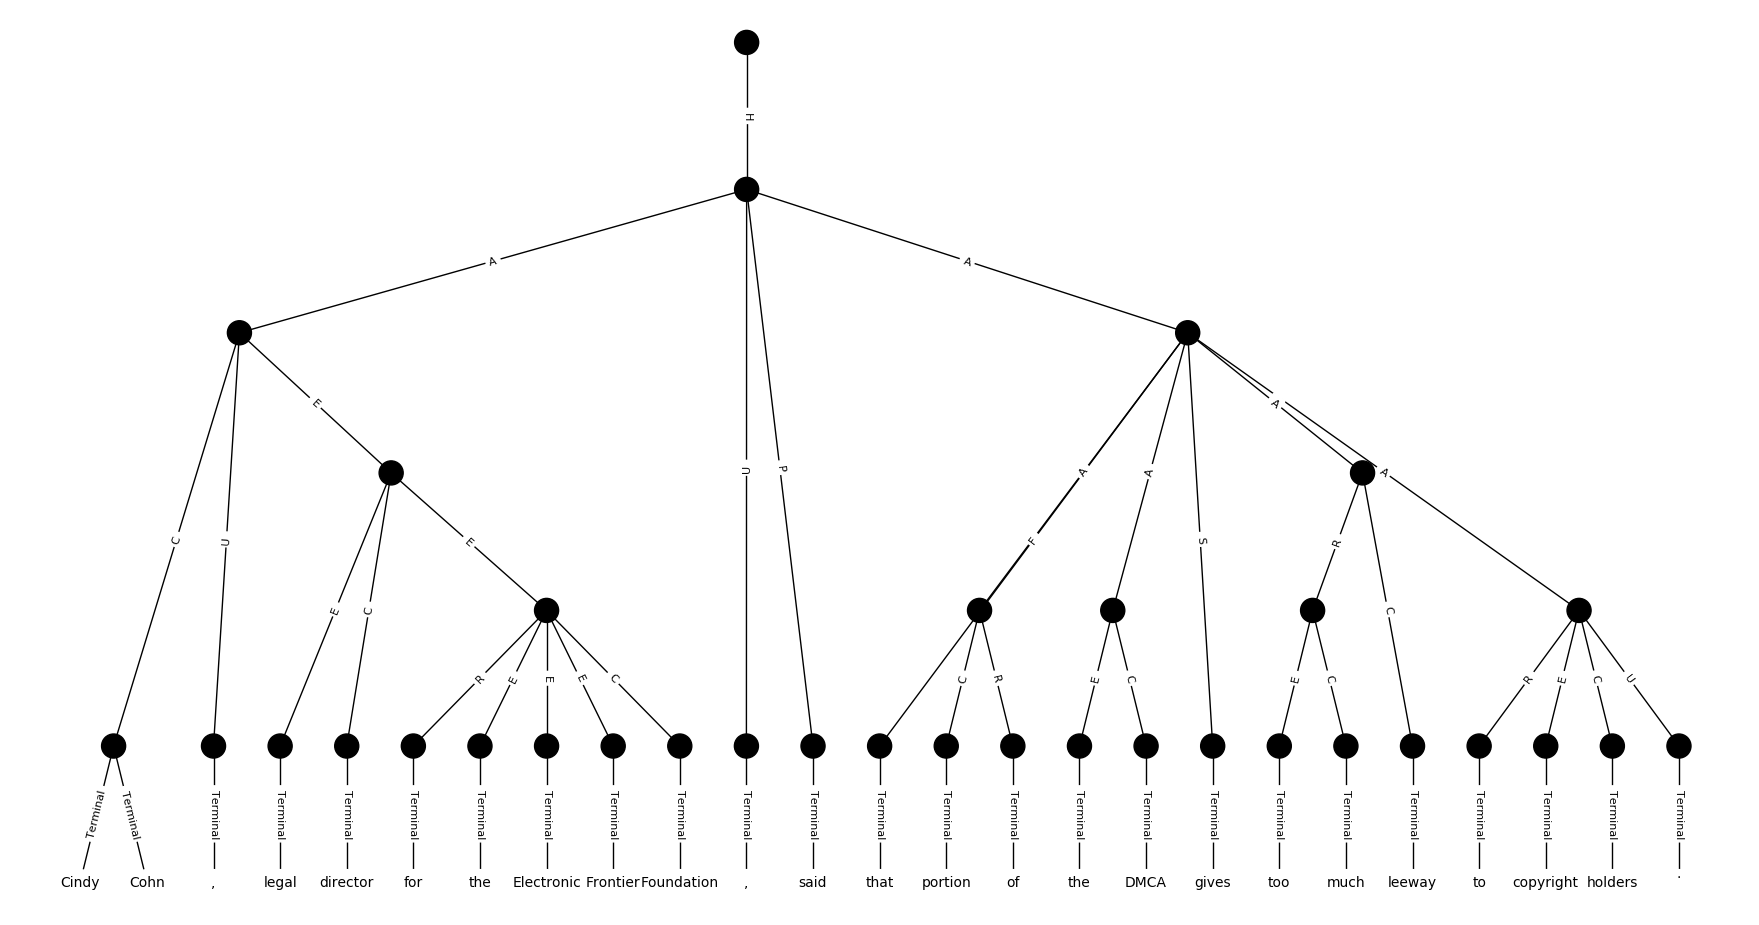 H
A A
E A
U P A A S A
C U E F R
E C R C
R E E E C C R E C E C R E C U
Terminal Terminal Terminal Terminal Terminal Terminal Terminal Terminal Terminal Terminal Terminal Terminal Terminal Terminal Terminal Terminal Terminal Terminal Terminal Terminal Terminal Terminal Terminal Terminal Terminal
Cindy Cohn , legal director for the Electronic Frontier Foundation , said that portion of the DMCA gives too much leeway to copyright holders .